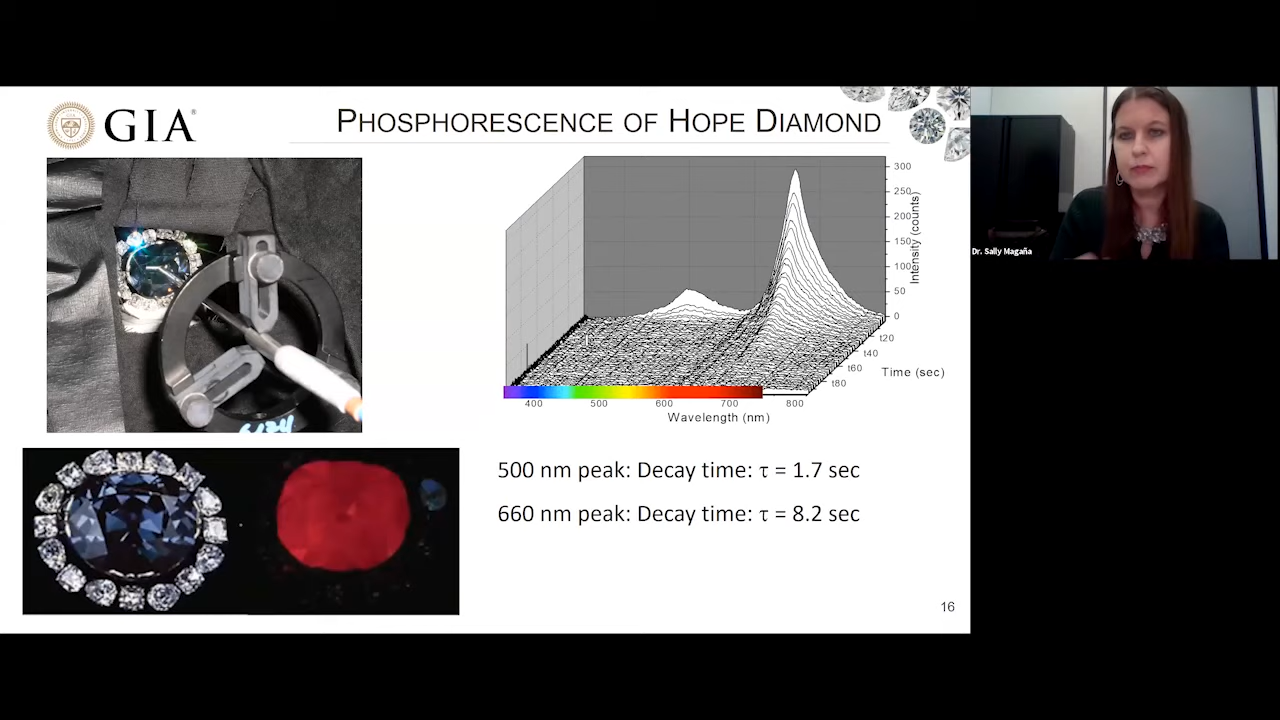 GIA®
PHOSPHORESCENCE OF HOPE DIAMOND
300
250
200
150
100
50
0
Intensity (counts)
t20
t40
t60
t80
Time (sec)
400
500
600
700
800
Wavelength (nm)
500 nm peak: Decay time: τ = 1.7 sec
660 nm peak: Decay time: τ = 8.2 sec
16
Dr. Sally Magaña